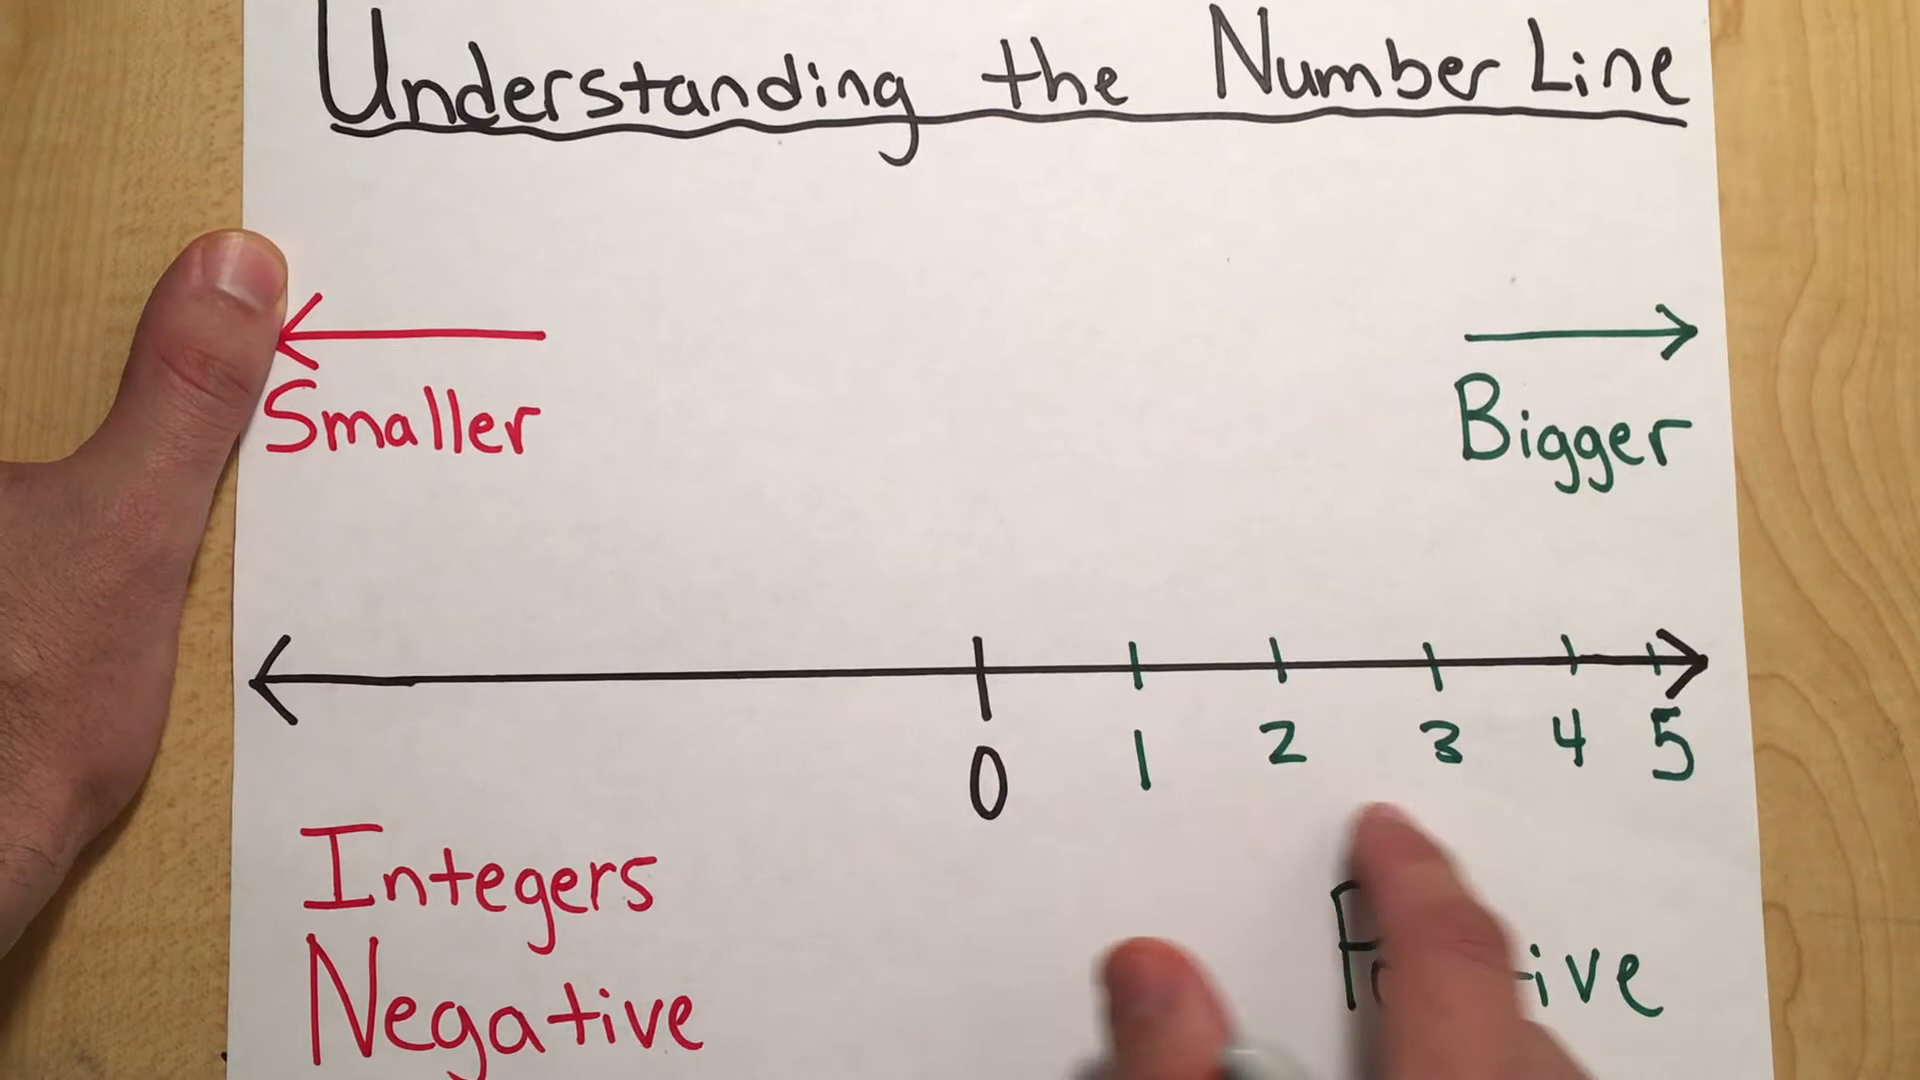 Understanding the Number Line
Smaller
Bigger
0 1 2 3 4 5
Integers
Negative